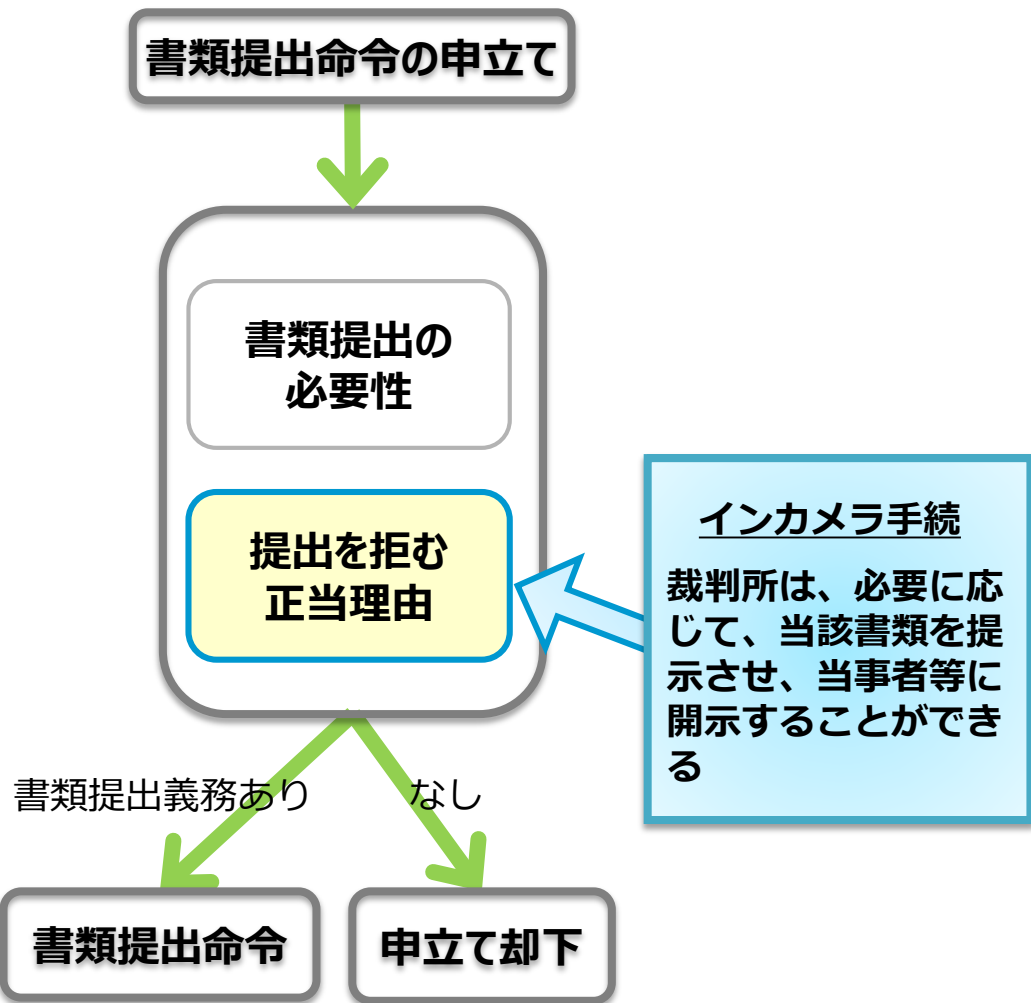 書類提出命令の申立て
書類提出の
必要性
提出を拒む
正当理由
インカメラ手続
裁判所は、必要に応
じて、当該書類を提
示させ、当事者等に
開示することができ
る
書類提出義務あり
なし
書類提出命令
申立て却下